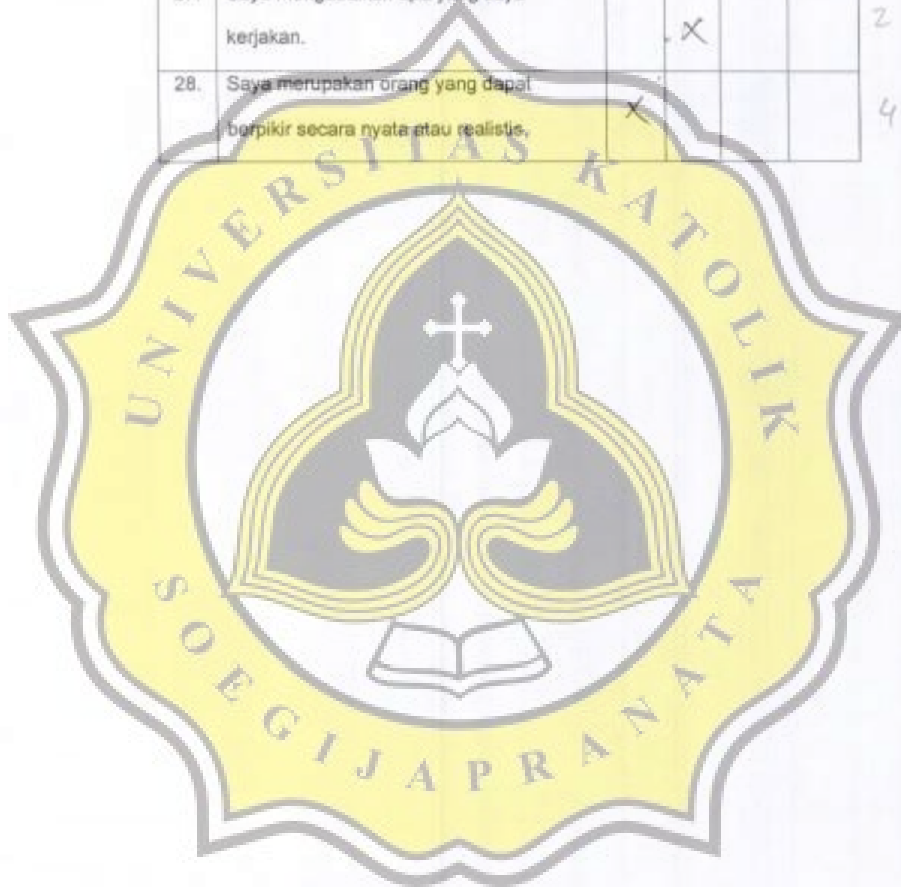 kerjakan.
X
2
28. Saya merupakan orang yang dapat
berpikir secara nyata atau realistis.
X
4
UNIVERSITAS KATOLIK
SOEGIJAPRANATA